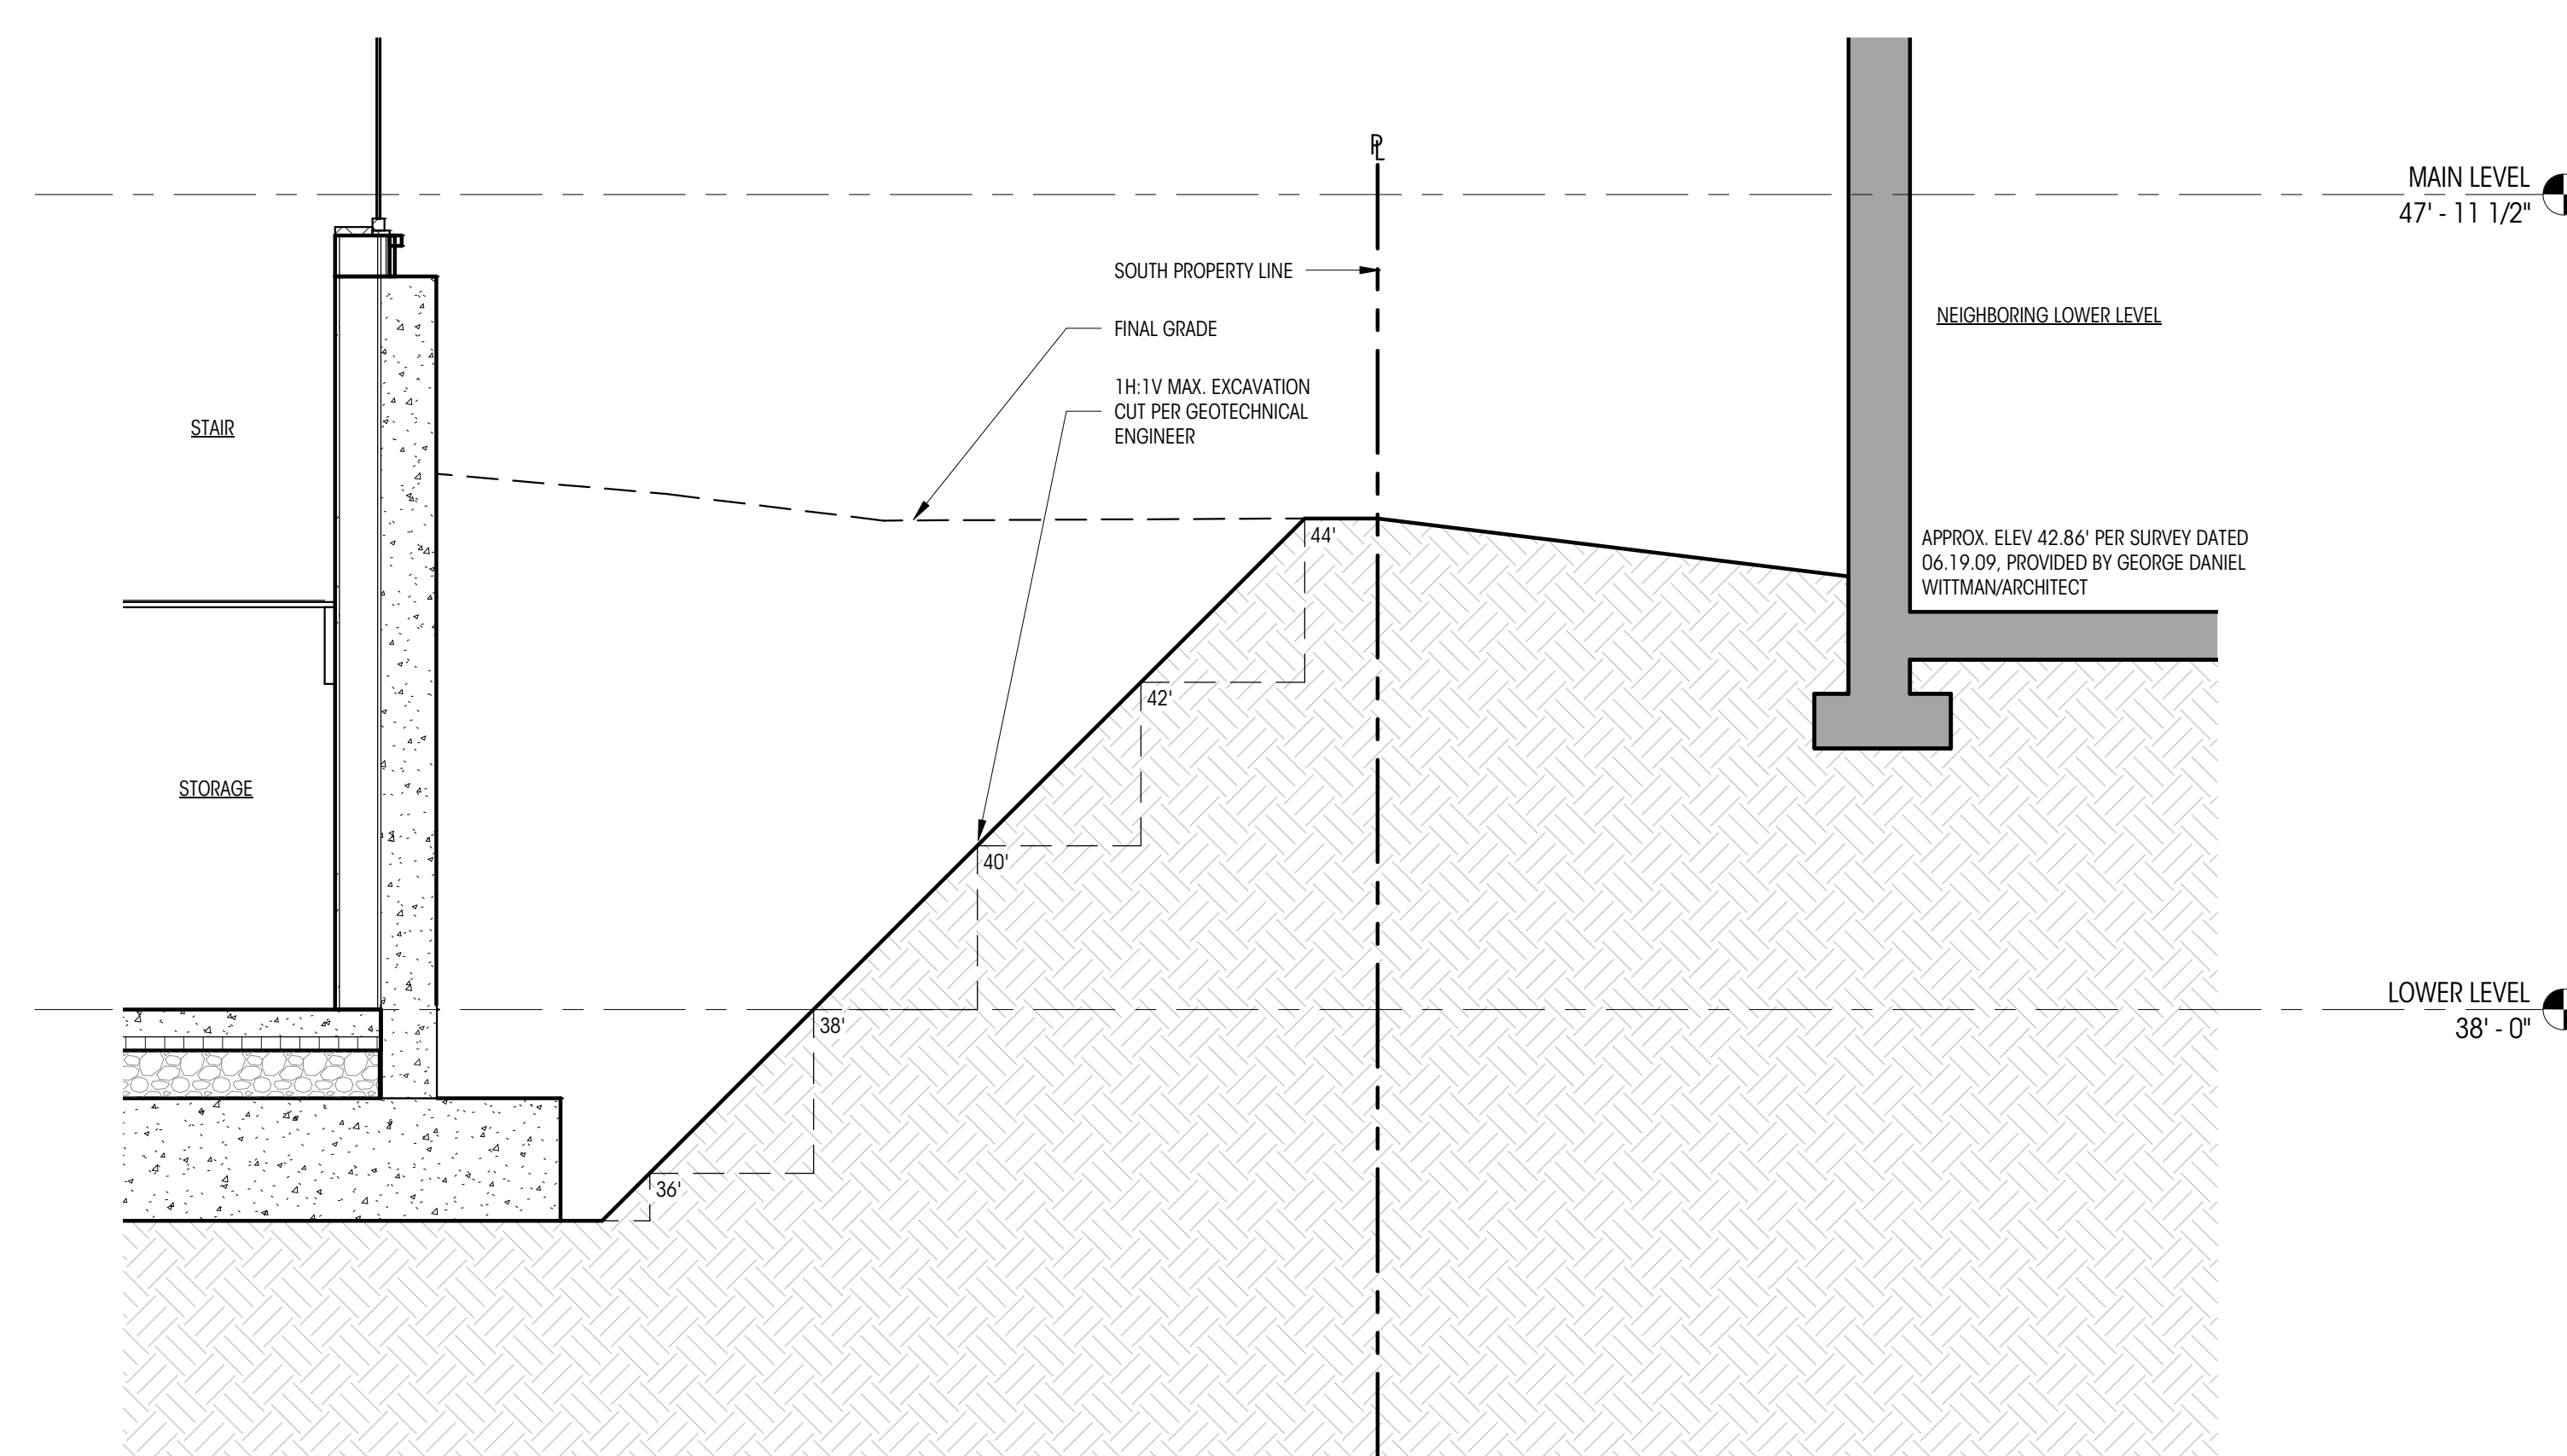 PL
MAIN LEVEL
47' - 11 1/2"
SOUTH PROPERTY LINE
FINAL GRADE
1H:1V MAX. EXCAVATION
CUT PER GEOTECHNICAL
ENGINEER
NEIGHBORING LOWER LEVEL
STAIR
APPROX. ELEV 42.86' PER SURVEY DATED
06.19.09, PROVIDED BY GEORGE DANIEL
WITTMAN/ARCHITECT
44'
42'
STORAGE
40'
38'
LOWER LEVEL
38' - 0"
36'